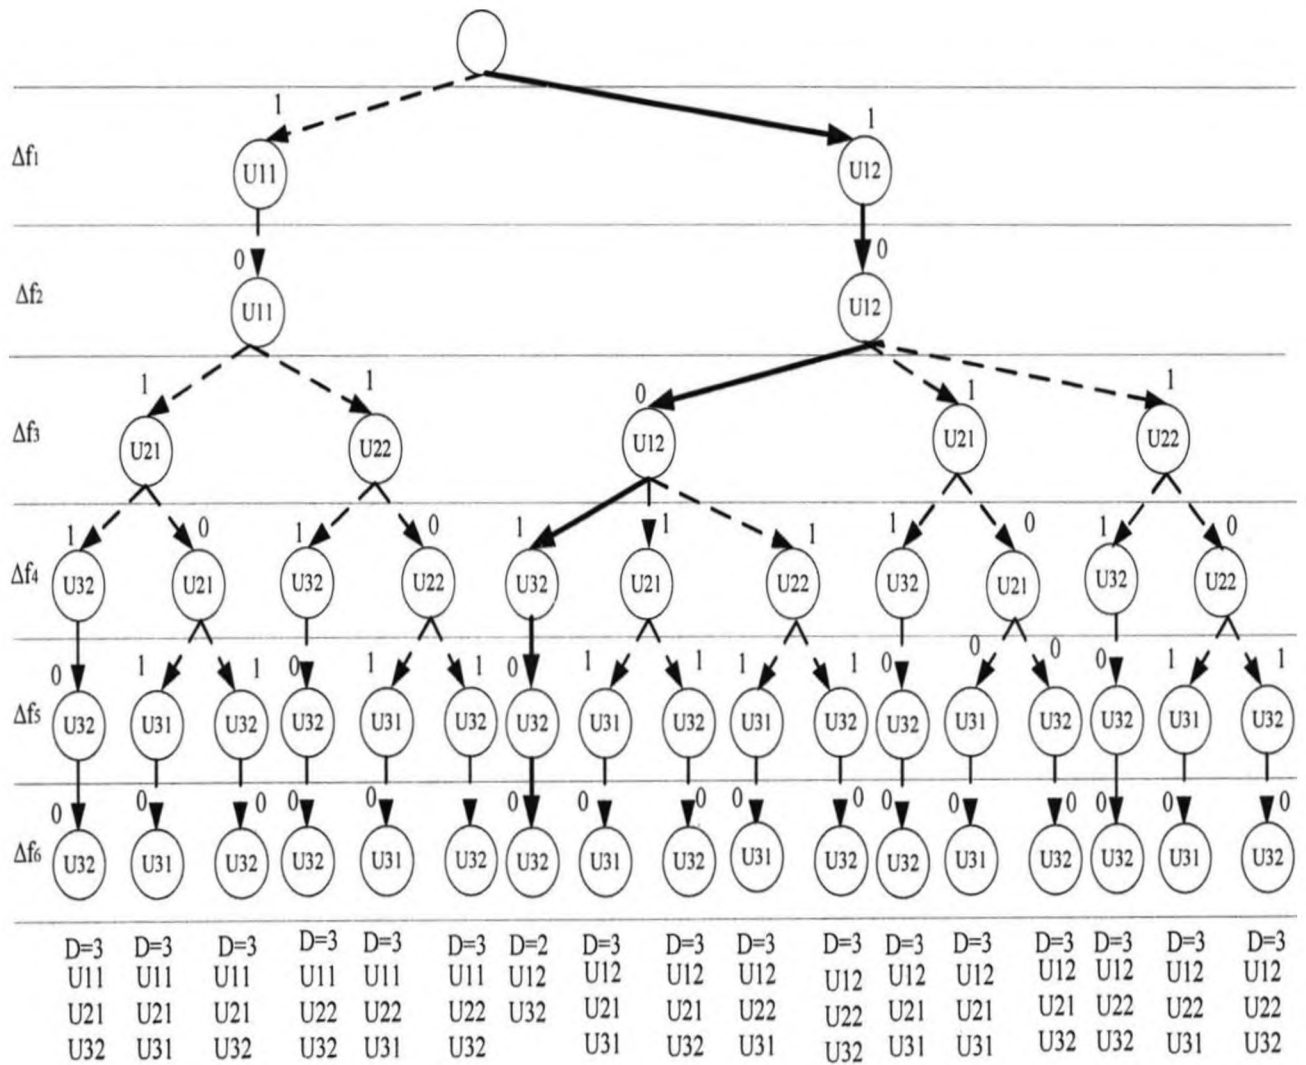 1 1
Δf1 U11 U12
0 0
Δf2 U11 U12
1 1 0 1 1
Δf3 U21 U22 U12 U21 U22
1 0 1 0 1 1 1 1 0 1 0
Δf4 U32 U21 U32 U22 U32 U21 U22 U32 U21 U32 U22
0 1 1 0 1 1 0 1 1 1 1 0 0 0 0 1 1
Δf5 U32 U31 U32 U32 U31 U32 U32 U31 U32 U31 U32 U32 U31 U32 U32 U31 U32
0 0 0 0 0 0 0 0 0 0 0 0 0 0 0 0
Δf6 U32 U31 U32 U32 U31 U32 U32 U31 U32 U31 U32 U32 U31 U32 U32 U31 U32
D=3 D=3 D=3 D=3 D=3 D=3 D=2 D=3 D=3 D=3 D=3 D=3 D=3 D=3 D=3 D=3 D=3
U11 U11 U11 U11 U11 U11 U12 U12 U12 U12 U12 U12 U12 U12 U12 U12 U12
U21 U21 U21 U22 U22 U22 U32 U21 U21 U22 U22 U21 U21 U21 U22 U22 U22
U32 U31 U32 U32 U31 U32 U31 U32 U31 U32 U31 U31 U32 U32 U31 U32